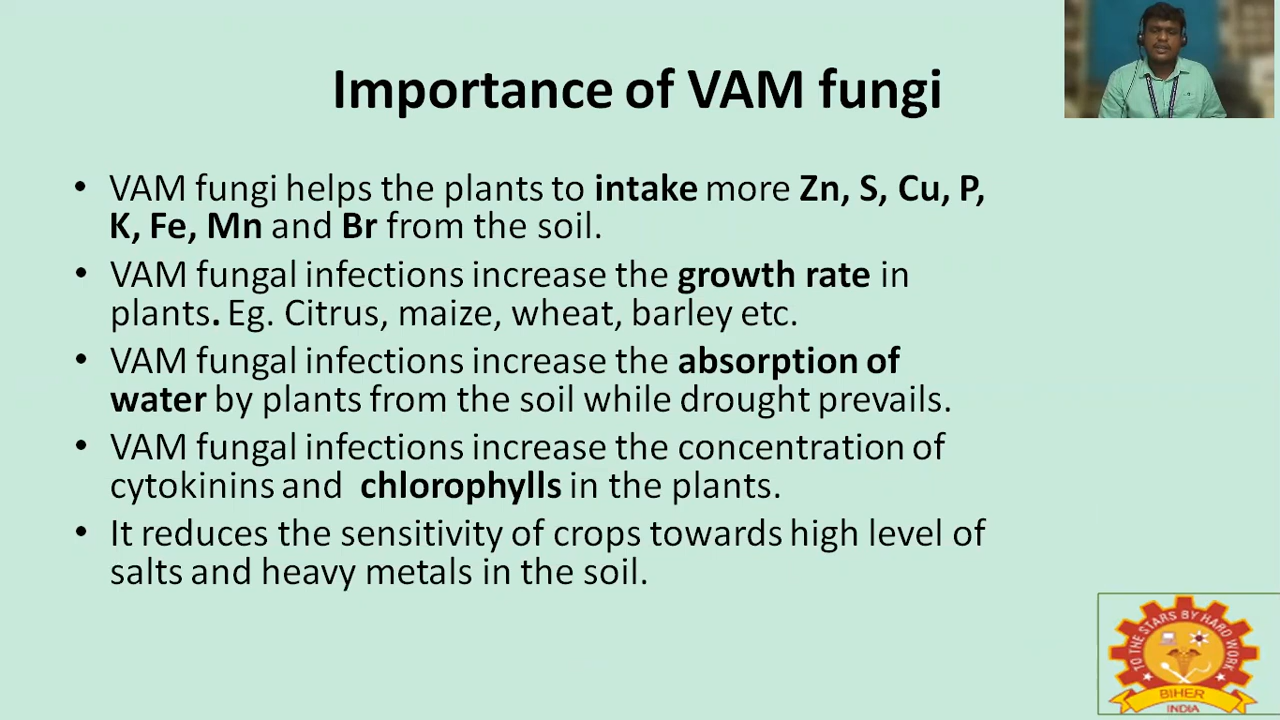 Importance of VAM fungi
• VAM fungi helps the plants to intake more Zn, S, Cu, P,
K, Fe, Mn and Br from the soil.
• VAM fungal infections increase the growth rate in
plants. Eg. Citrus, maize, wheat, barley etc.
• VAM fungal infections increase the absorption of
water by plants from the soil while drought prevails.
• VAM fungal infections increase the concentration of
cytokinins and chlorophylls in the plants.
• It reduces the sensitivity of crops towards high level of
salts and heavy metals in the soil.
TO THE STARS BY HARD WORK
BIHER
INDIA